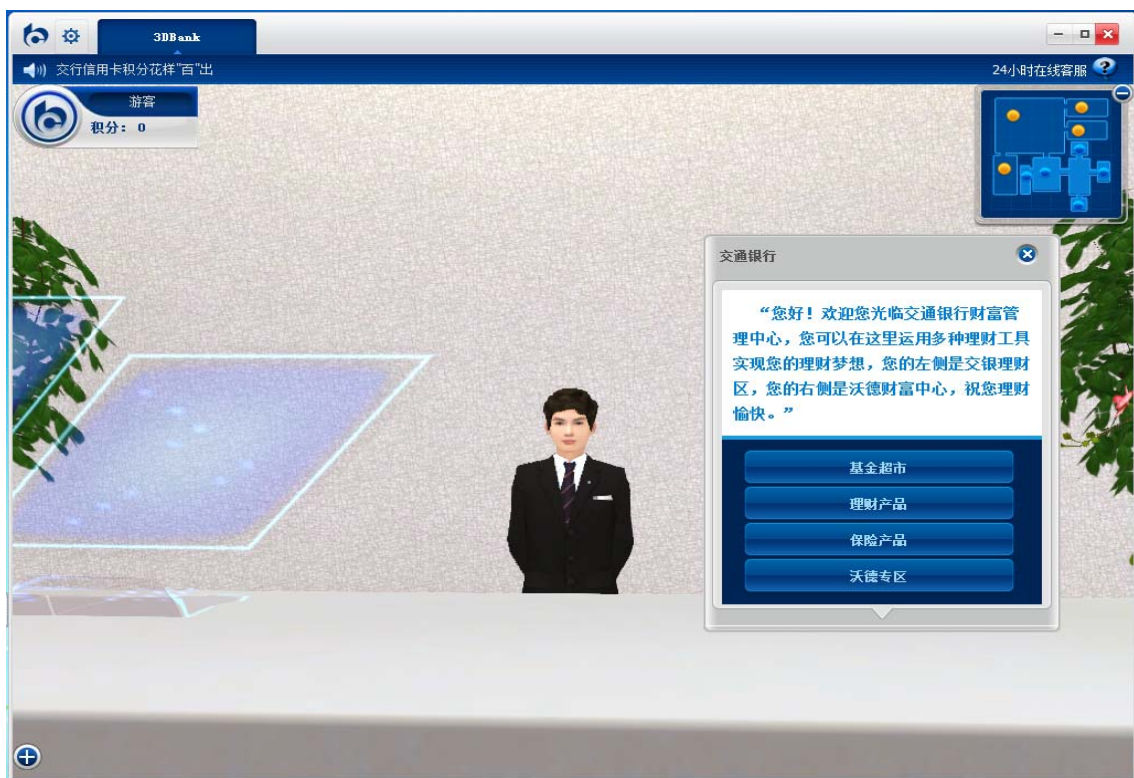 3DBank
交行信用卡积分花样"百"出
24小时在线客服
游客
积分： 0
交通银行
“您好！欢迎您光临交通银行财富管
理中心，您可以在这里运用多种理财工具
实现您的理财梦想，您的左侧是交银理财
区，您的右侧是沃德财富中心，祝您理财
愉快。”
基金超市
理财产品
保险产品
沃德专区